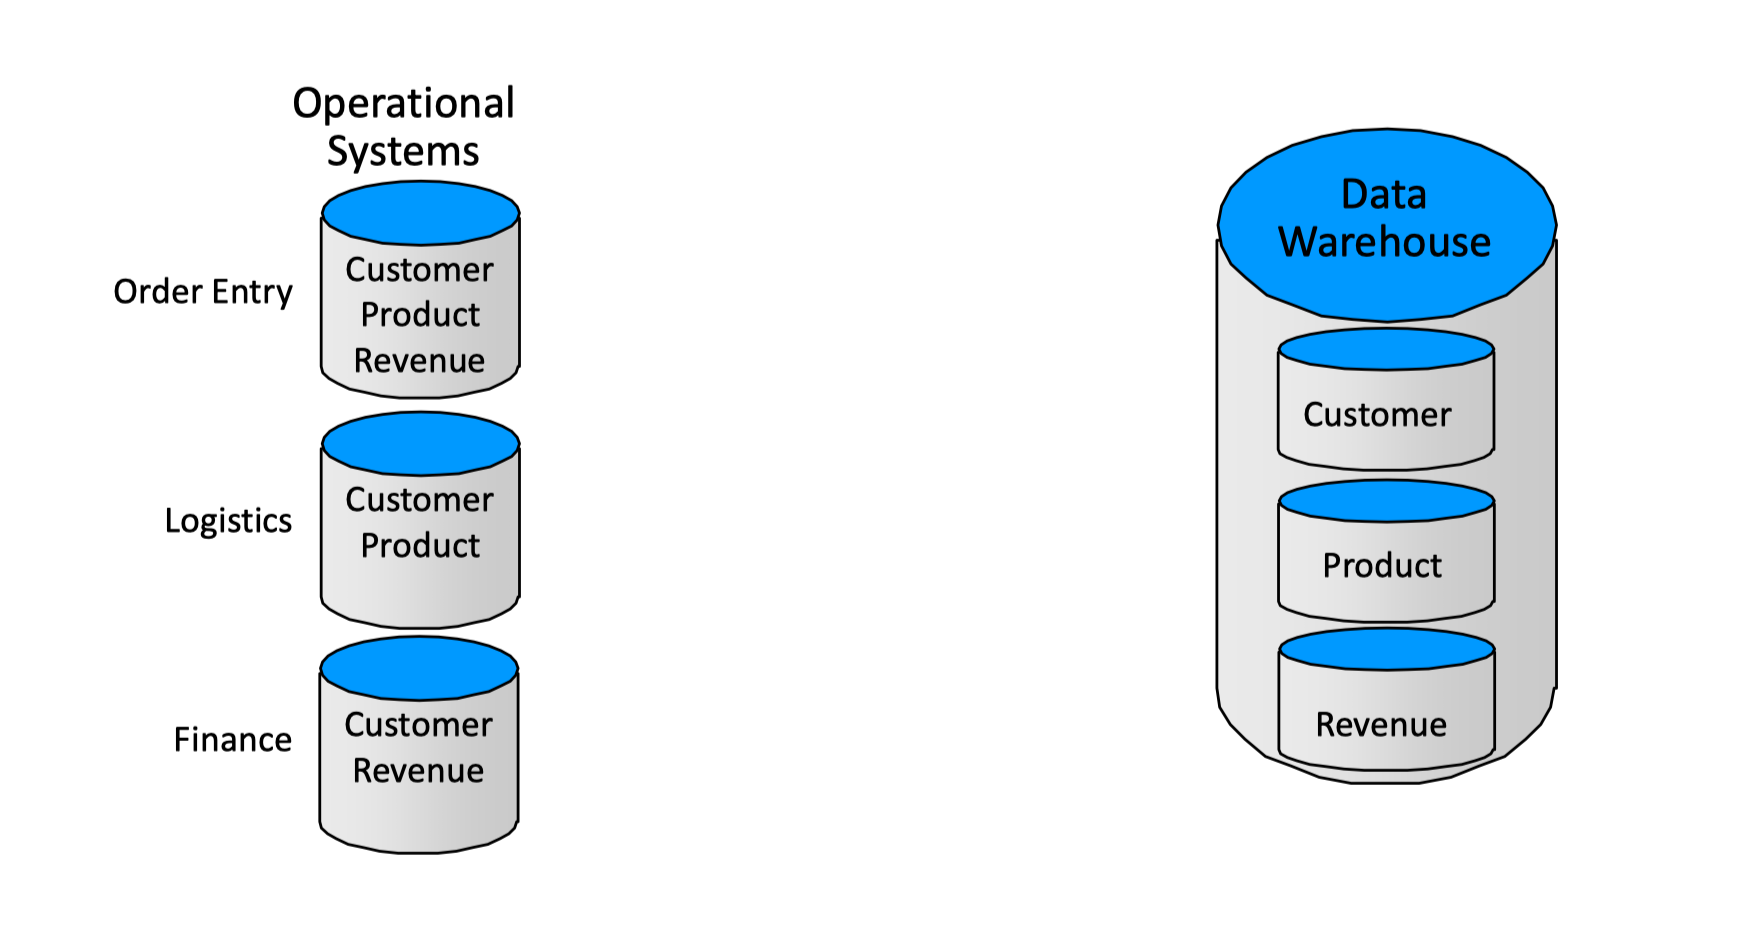 Operational
Systems
Order Entry
Customer
Product
Revenue
Logistics
Customer
Product
Finance
Customer
Revenue
Data
Warehouse
Customer
Product
Revenue